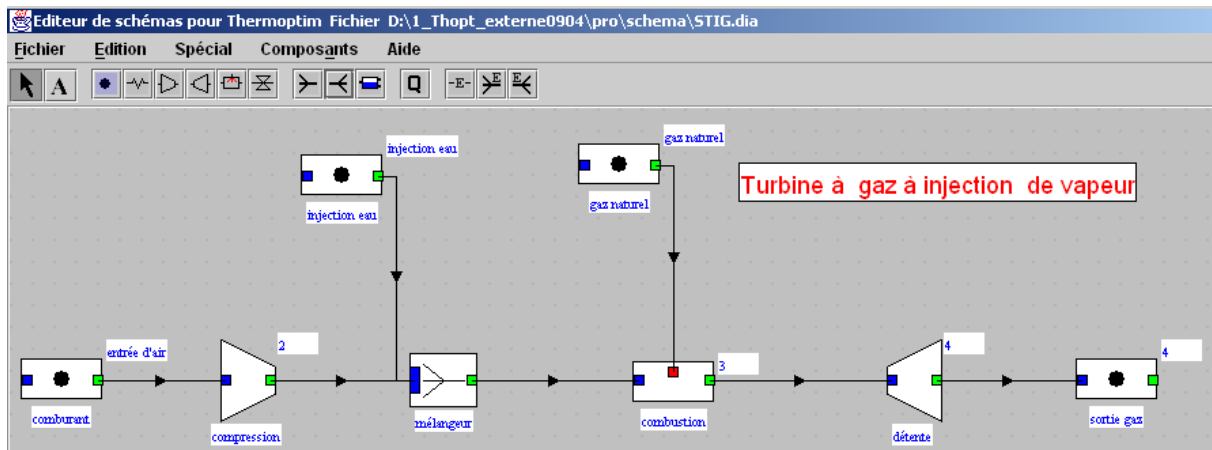 Editeur de schémas pour Thermoptim Fichier D:\1_Thopt_externe0904\pro\schema\STIG.dia
Fichier Edition Spécial Composants Aide
A Q -E- E E
injection eau
gaz naturel
injection eau
gaz naturel
Turbine à gaz à injection de vapeur
entrée d'air
2
3
4
4
comburant
compression
mélangeur
combustion
détente
sortie gaz